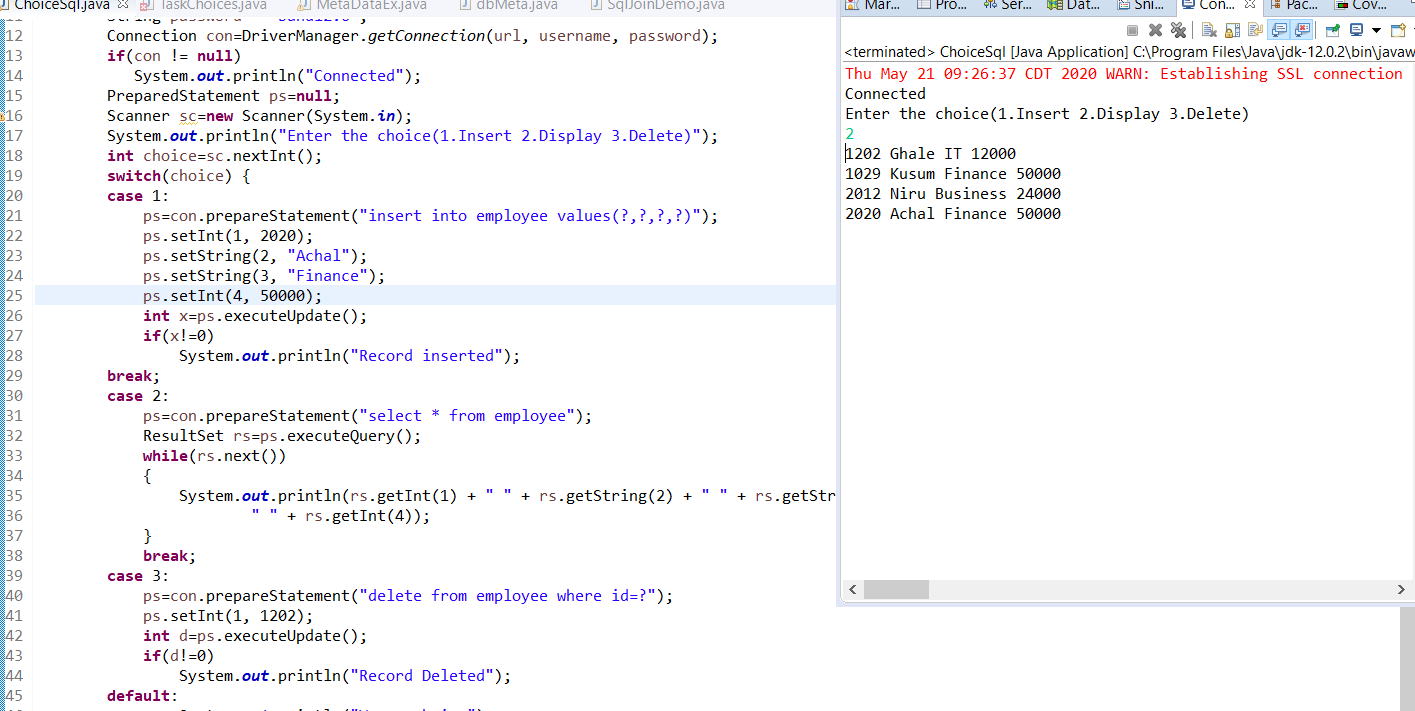 ChoiceSql.java TaskChoices.java MetaDataEx.java dbMeta.java SqlJoinDemo.java
12 Connection con=DriverManager.getConnection(url, username, password);
13 if(con != null)
14 System.out.println("Connected");
15 PreparedStatement ps=null;
16 Scanner sc=new Scanner(System.in);
17 System.out.println("Enter the choice(1.Insert 2.Display 3.Delete)");
18 int choice=sc.nextInt();
19 switch(choice) {
20 case 1:
21 ps=con.prepareStatement("insert into employee values(?,?,?,?)");
22 ps.setInt(1, 2020);
23 ps.setString(2, "Achal");
24 ps.setString(3, "Finance");
25 ps.setInt(4, 50000);
26 int x=ps.executeUpdate();
27 if(x!=0)
28 System.out.println("Record inserted");
29 break;
30 case 2:
31 ps=con.prepareStatement("select * from employee");
32 ResultSet rs=ps.executeQuery();
33 while(rs.next())
34 {
35 System.out.println(rs.getInt(1) + " " + rs.getString(2) + " " + rs.getStr
36 " " + rs.getInt(4));
37 }
38 break;
39 case 3:
40 ps=con.prepareStatement("delete from employee where id=?");
41 ps.setInt(1, 1202);
42 int d=ps.executeUpdate();
43 if(d!=0)
44 System.out.println("Record Deleted");
45 default:
Mar... Pro... Ser... Dat... Sni... Con... Pac... Cov...
<terminated> ChoiceSql [Java Application] C:\Program Files\Java\jdk-12.0.2\bin\javaw
Thu May 21 09:26:37 CDT 2020 WARN: Establishing SSL connection
Connected
Enter the choice(1.Insert 2.Display 3.Delete)
2
1202 Ghale IT 12000
1029 Kusum Finance 50000
2012 Niru Business 24000
2020 Achal Finance 50000